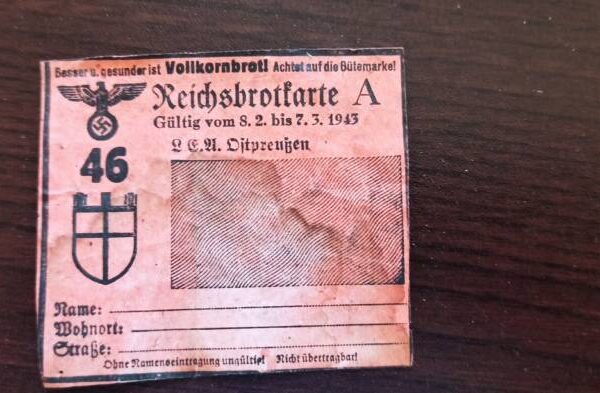 Besser u. gesunder ist Vollkornbrot! Achtet auf die Gütemarke!
Reichsbrotkarte A
Gültig vom 8. 2. bis 7. 3. 1943
L E.A. Ostpreußen
46
Name:
Wohnort:
Straße:
Ohne Namenseintragung ungültig! Nicht übertragbar!